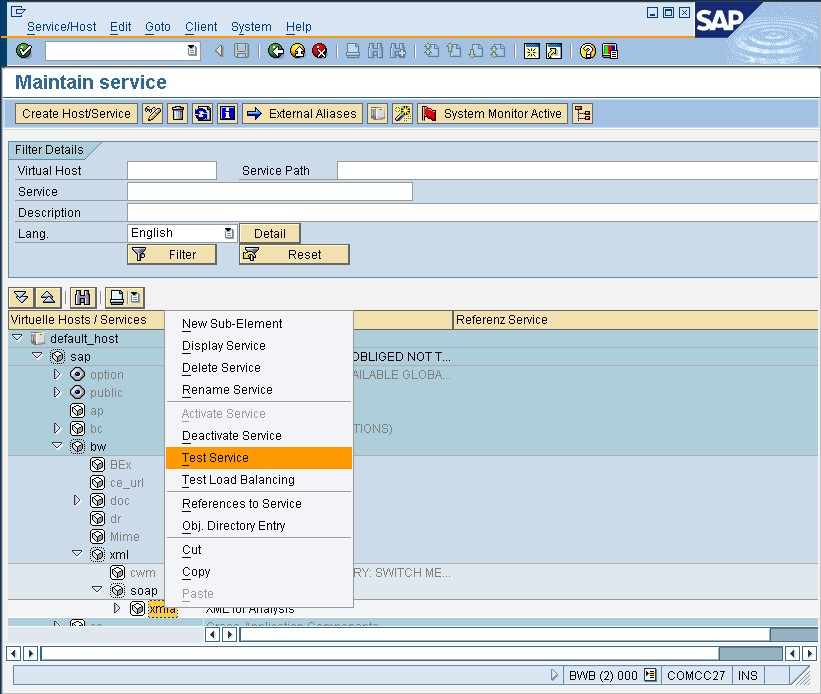 Service/Host Edit Goto Client System Help
SAP
Maintain service
Create Host/Service External Aliases System Monitor Active
Filter Details
Virtual Host Service Path
Service
Description
Lang. English Detail
Filter Reset
Virtuelle Hosts / Services Referenz Service
default_host
sap OBLIGED NOT T...
option AILABLE GLOBA...
public
ap
bc TIONS)
bw
BEx
ce_url
doc
dr
Mime
xml
cwm RY: SWITCH ME...
soap
xmla XML for Analysis
New Sub-Element
Display Service
Delete Service
Rename Service
Activate Service
Deactivate Service
Test Service
Test Load Balancing
References to Service
Obj. Directory Entry
Cut
Copy
Paste
BWB (2) 000 COMCC27 INS